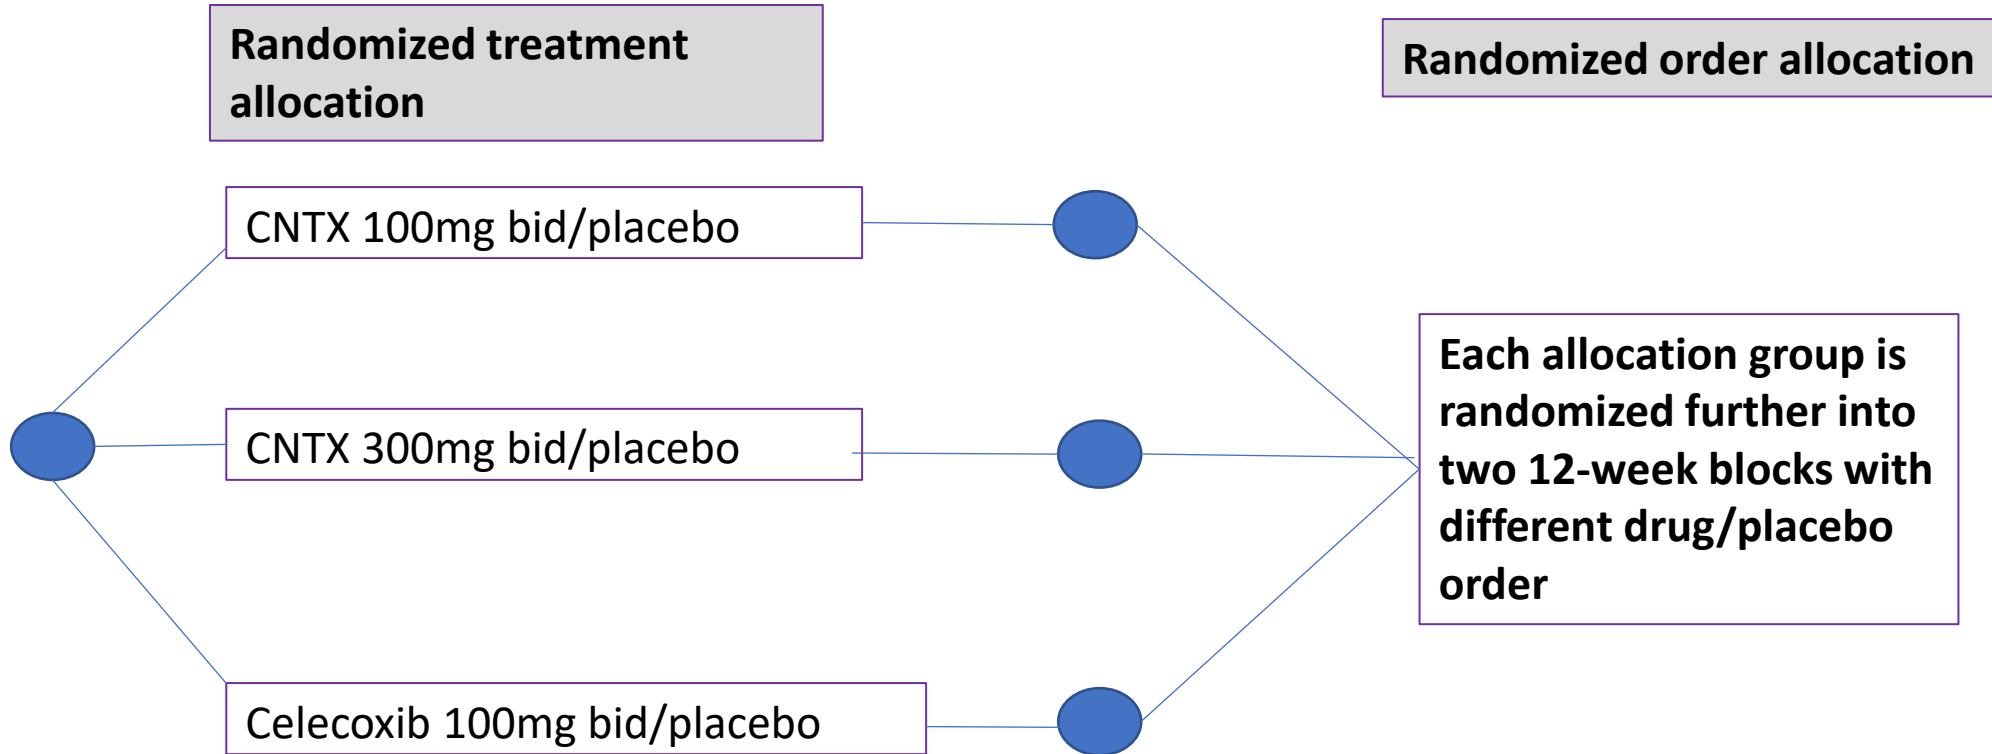 Randomized treatment
allocation
Randomized order allocation
CNTX 100mg bid/placebo
CNTX 300mg bid/placebo
Celecoxib 100mg bid/placebo
Each allocation group is
randomized further into
two 12-week blocks with
different drug/placebo
order